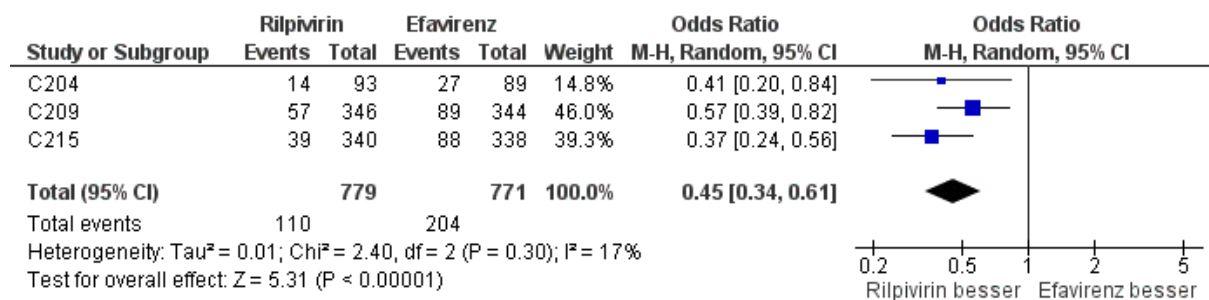 Rilpivirin Efavirenz Odds Ratio Odds Ratio
Study or Subgroup Events Total Events Total Weight M-H, Random, 95% CI M-H, Random, 95% CI
C204 14 93 27 89 14.8% 0.41 [0.20, 0.84]
C209 57 346 89 344 46.0% 0.57 [0.39, 0.82]
C215 39 340 88 338 39.3% 0.37 [0.24, 0.56]
Total (95% CI) 779 771 100.0% 0.45 [0.34, 0.61]
Total events 110 204
Heterogeneity: Tau² = 0.01; Chi² = 2.40, df = 2 (P = 0.30); I² = 17%
Test for overall effect: Z = 5.31 (P < 0.00001)
0.2 0.5 1 2 5
Rilpivirin besser Efavirenz besser